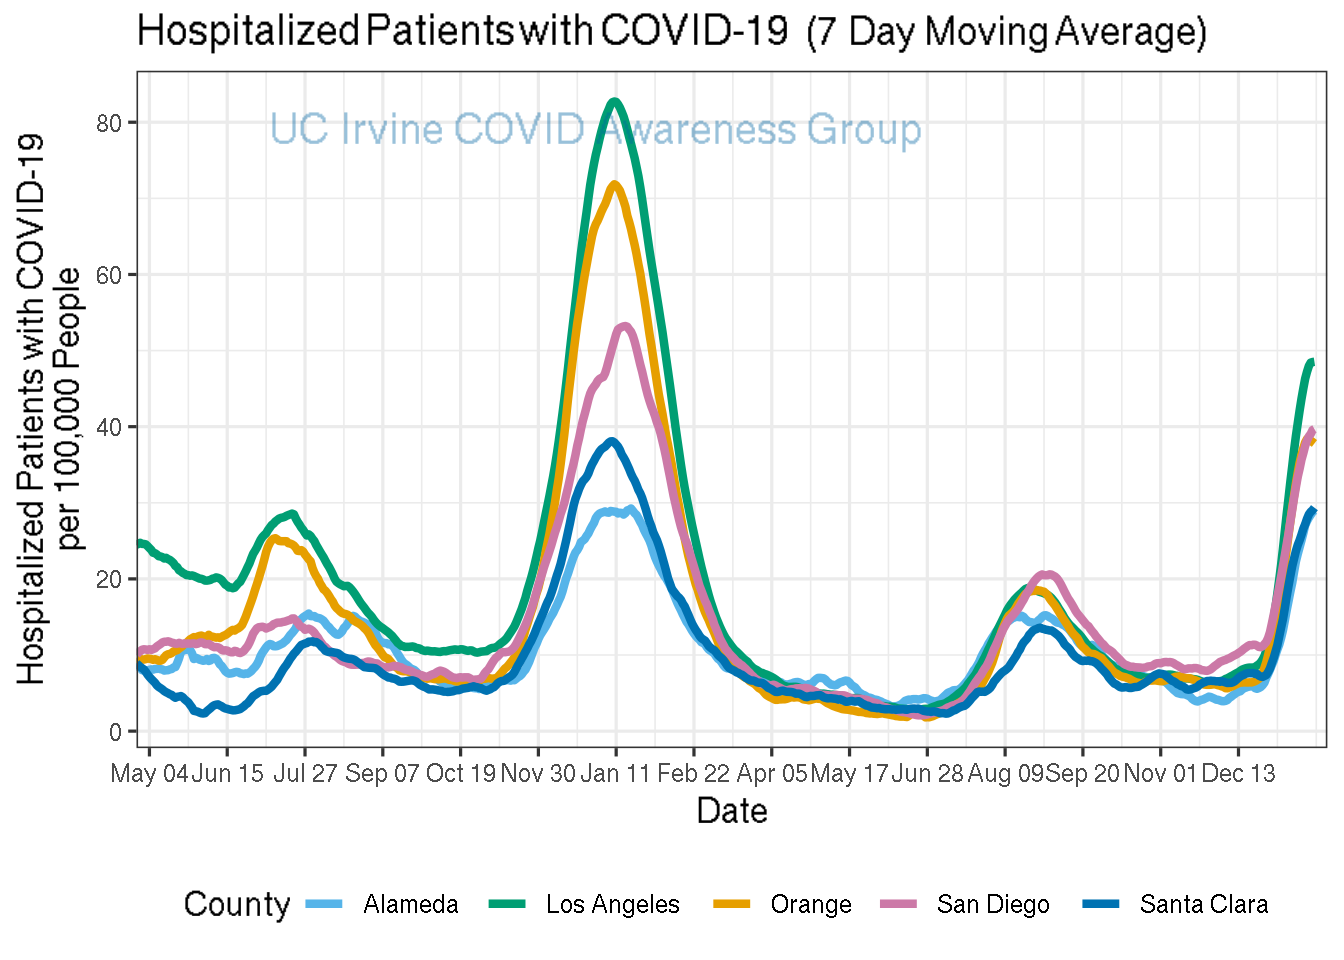 Hospitalized Patients with COVID-19 (7 Day Moving Average)
UC Irvine COVID Awareness Group
Hospitalized Patients with COVID-19
per 100,000 People
80
60
40
20
0
May 04 Jun 15 Jul 27 Sep 07 Oct 19 Nov 30 Jan 11 Feb 22 Apr 05 May 17 Jun 28 Aug 09 Sep 20 Nov 01 Dec 13
Date
County Alameda Los Angeles Orange San Diego Santa Clara